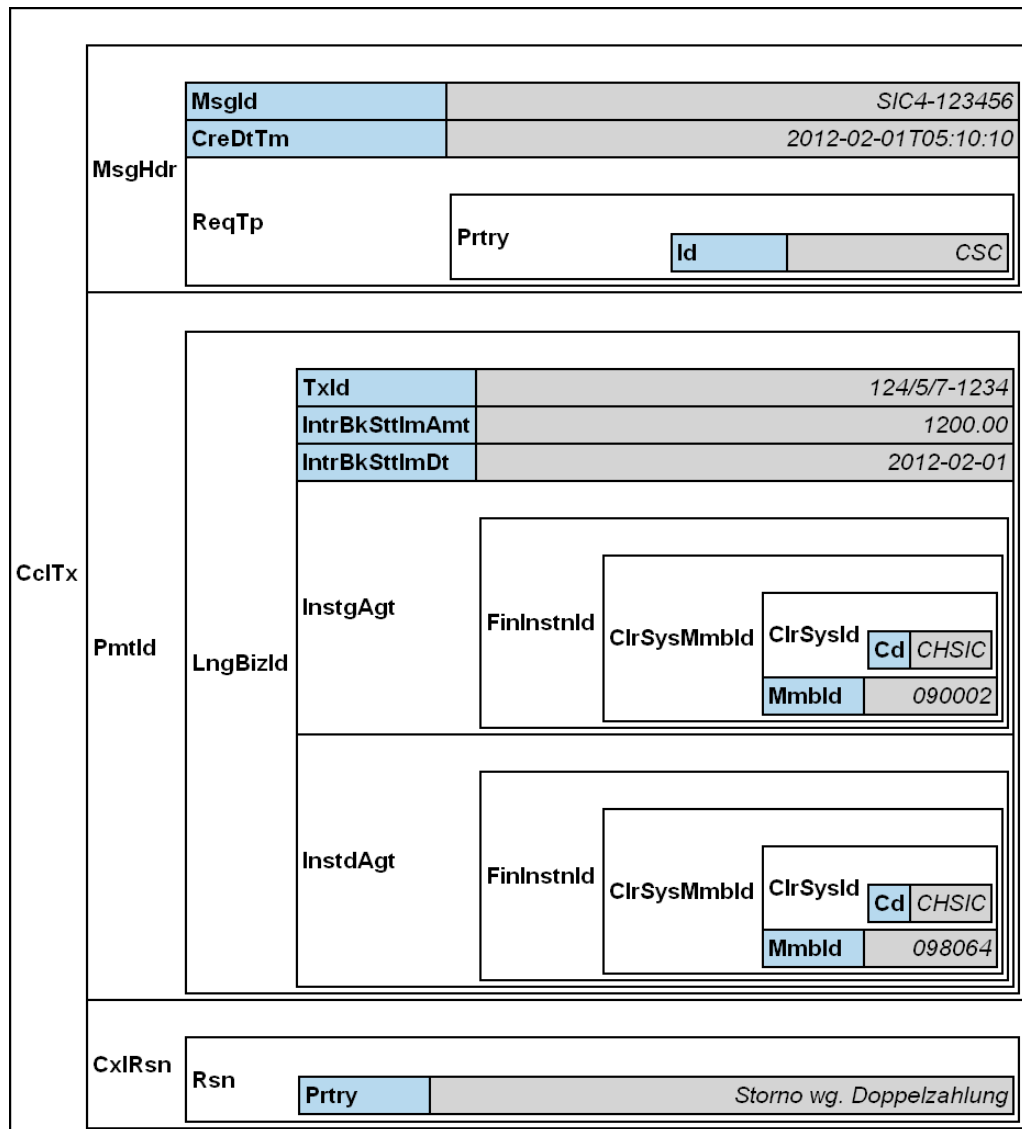 MsgId SIC4-123456
CreDtTm 2012-02-01T05:10:10
MsgHdr
ReqTp
Prtry
Id CSC
TxId 124/5/7-1234
IntrBkSttlmAmt 1200.00
IntrBkSttlmDt 2012-02-01
CclTx
InstgAgt
FinInstnId
ClrSysMmbId
ClrSysId
Cd CHSIC
PmtId
LngBizId
MmbId 090002
InstdAgt
FinInstnId
ClrSysMmbId
ClrSysId
Cd CHSIC
MmbId 098064
CxlRsn
Rsn
Prtry Storno wg. Doppelzahlung